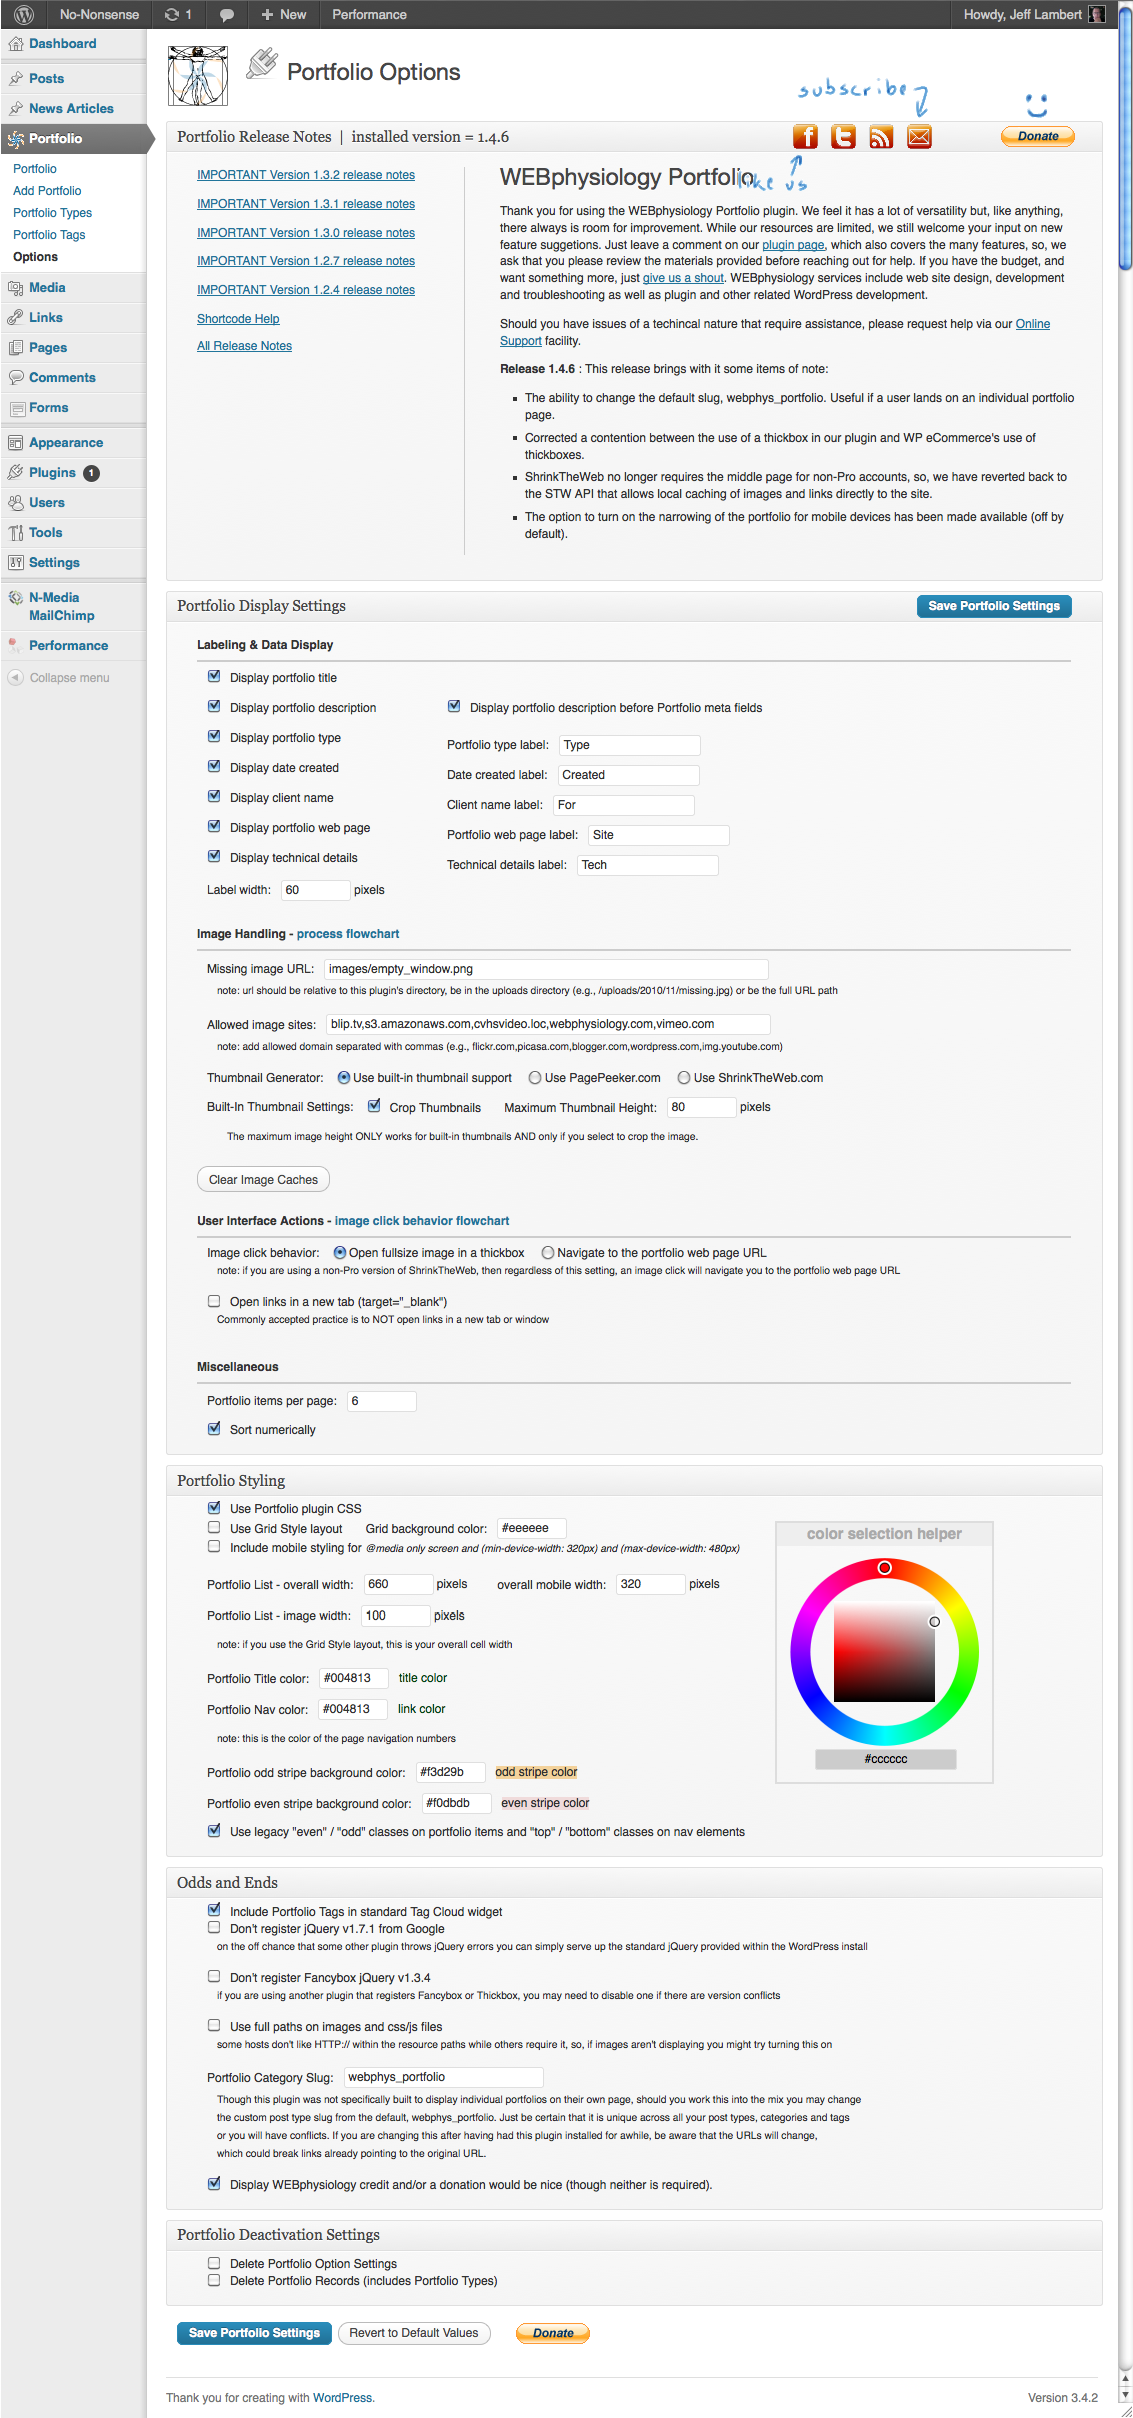 No-Nonsense 1 New Performance Howdy, Jeff Lambert
Dashboard
Posts
News Articles
Portfolio
Portfolio
Add Portfolio
Portfolio Types
Portfolio Tags
Options
Media
Links
Pages
Comments
Forms
Appearance
Plugins 1
Users
Tools
Settings
N-Media
MailChimp
Performance
Collapse menu
Portfolio Options
subscribe
Portfolio Release Notes | installed version = 1.4.6
Donate
like us
IMPORTANT Version 1.3.2 release notes
IMPORTANT Version 1.3.1 release notes
IMPORTANT Version 1.3.0 release notes
IMPORTANT Version 1.2.7 release notes
IMPORTANT Version 1.2.4 release notes
Shortcode Help
All Release Notes
WEBphysiology Portfolio
Thank you for using the WEBphysiology Portfolio plugin. We feel it has a lot of versatility but, like anything,
there always is room for improvement. While our resources are limited, we still welcome your input on new
feature suggetions. Just leave a comment on our plugin page, which also covers the many features, so, we
ask that you please review the materials provided before reaching out for help. If you have the budget, and
want something more, just give us a shout. WEBphysiology services include web site design, development
and troubleshooting as well as plugin and other related WordPress development.
Should you have issues of a techincal nature that require assistance, please request help via our Online
Support facility.
Release 1.4.6 : This release brings with it some items of note:
The ability to change the default slug, webphys_portfolio. Useful if a user lands on an individual portfolio
page.
Corrected a contention between the use of a thickbox in our plugin and WP eCommerce's use of
thickboxes.
ShrinkTheWeb no longer requires the middle page for non-Pro accounts, so, we have reverted back to
the STW API that allows local caching of images and links directly to the site.
The option to turn on the narrowing of the portfolio for mobile devices has been made available (off by
default).
Portfolio Display Settings Save Portfolio Settings
Labeling & Data Display
Display portfolio title
Display portfolio description Display portfolio description before Portfolio meta fields
Display portfolio type Portfolio type label: Type
Display date created Date created label: Created
Display client name Client name label: For
Display portfolio web page Portfolio web page label: Site
Display technical details Technical details label: Tech
Label width: 60 pixels
Image Handling - process flowchart
Missing image URL: images/empty_window.png
note: url should be relative to this plugin's directory, be in the uploads directory (e.g., /uploads/2010/11/missing.jpg) or be the full URL path
Allowed image sites: blip.tv,s3.amazonaws.com,cvhsvideo.loc,webphysiology.com,vimeo.com
note: add allowed domain separated with commas (e.g., flickr.com,picasa.com,blogger.com,wordpress.com,img.youtube.com)
Thumbnail Generator: Use built-in thumbnail support Use PagePeeker.com Use ShrinkTheWeb.com
Built-In Thumbnail Settings: Crop Thumbnails Maximum Thumbnail Height: 80 pixels
The maximum image height ONLY works for built-in thumbnails AND only if you select to crop the image.
Clear Image Caches
User Interface Actions - image click behavior flowchart
Image click behavior: Open fullsize image in a thickbox Navigate to the portfolio web page URL
note: if you are using a non-Pro version of ShrinkTheWeb, then regardless of this setting, an image click will navigate you to the portfolio web page URL
Open links in a new tab (target="_blank")
Commonly accepted practice is to NOT open links in a new tab or window
Miscellaneous
Portfolio items per page: 6
Sort numerically
Portfolio Styling
Use Portfolio plugin CSS
Use Grid Style layout Grid background color: #eeeeee
Include mobile styling for @media only screen and (min-device-width: 320px) and (max-device-width: 480px)
Portfolio List - overall width: 660 pixels overall mobile width: 320 pixels
Portfolio List - image width: 100 pixels
note: if you use the Grid Style layout, this is your overall cell width
Portfolio Title color: #004813 title color
Portfolio Nav color: #004813 link color
note: this is the color of the page navigation numbers
Portfolio odd stripe background color: #f3d29b odd stripe color
Portfolio even stripe background color: #f0dbdb even stripe color
Use legacy "even" / "odd" classes on portfolio items and "top" / "bottom" classes on nav elements
color selection helper
#cccccc
Odds and Ends
Include Portfolio Tags in standard Tag Cloud widget
Don't register jQuery v1.7.1 from Google
on the off chance that some other plugin throws jQuery errors you can simply serve up the standard jQuery provided within the WordPress install
Don't register Fancybox jQuery v1.3.4
if you are using another plugin that registers Fancybox or Thickbox, you may need to disable one if there are version conflicts
Use full paths on images and css/js files
some hosts don't like HTTP:// within the resource paths while others require it, so, if images aren't displaying you might try turning this on
Portfolio Category Slug: webphys_portfolio
Though this plugin was not specifically built to display individual portfolios on their own page, should you work this into the mix you may change
the custom post type slug from the default, webphys_portfolio. Just be certain that it is unique across all your post types, categories and tags
or you will have conflicts. If you are changing this after having had this plugin installed for awhile, be aware that the URLs will change,
which could break links already pointing to the original URL.
Display WEBphysiology credit and/or a donation would be nice (though neither is required).
Portfolio Deactivation Settings
Delete Portfolio Option Settings
Delete Portfolio Records (includes Portfolio Types)
Save Portfolio Settings Revert to Default Values Donate
Thank you for creating with WordPress. Version 3.4.2